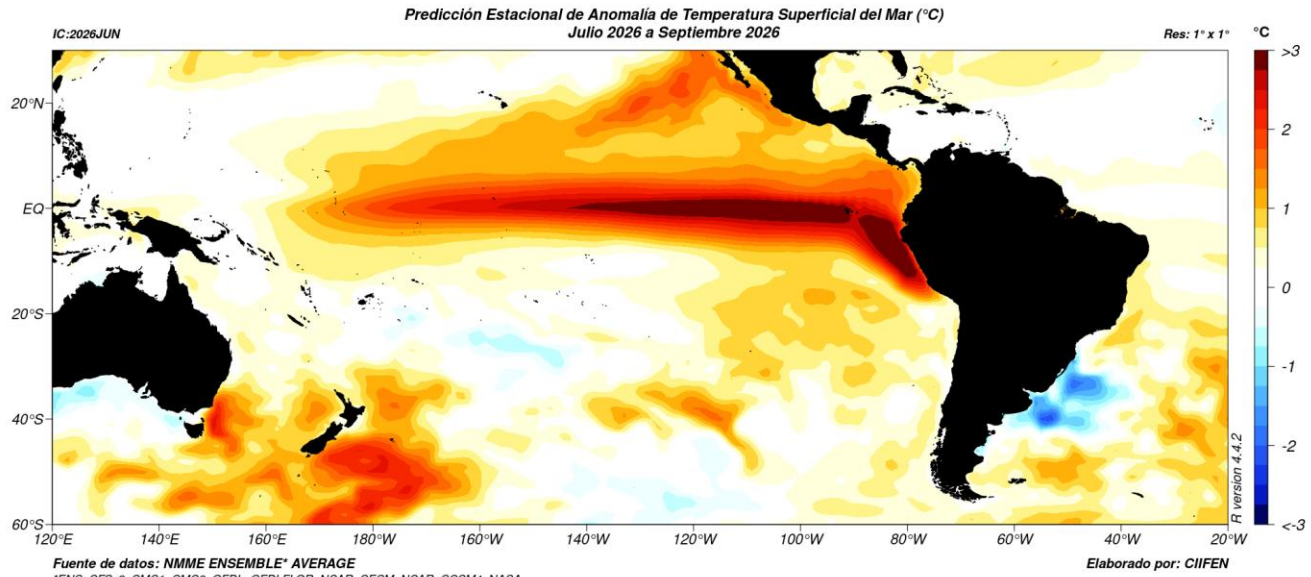 Predicción Estacional de Anomalía de Temperatura Superficial del Mar (°C)
Julio 2026 a Septiembre 2026
IC:2026JUN
Res: 1° x 1°
°C
>3
2
1
0
-1
-2
<-3
20°N
EQ
20°S
40°S
60°S
120°E
140°E
160°E
180°W
160°W
140°W
120°W
100°W
80°W
60°W
40°W
20°W
R version 4.4.2
Fuente de datos: NMME ENSEMBLE* AVERAGE
Elaborado por: CIIFEN